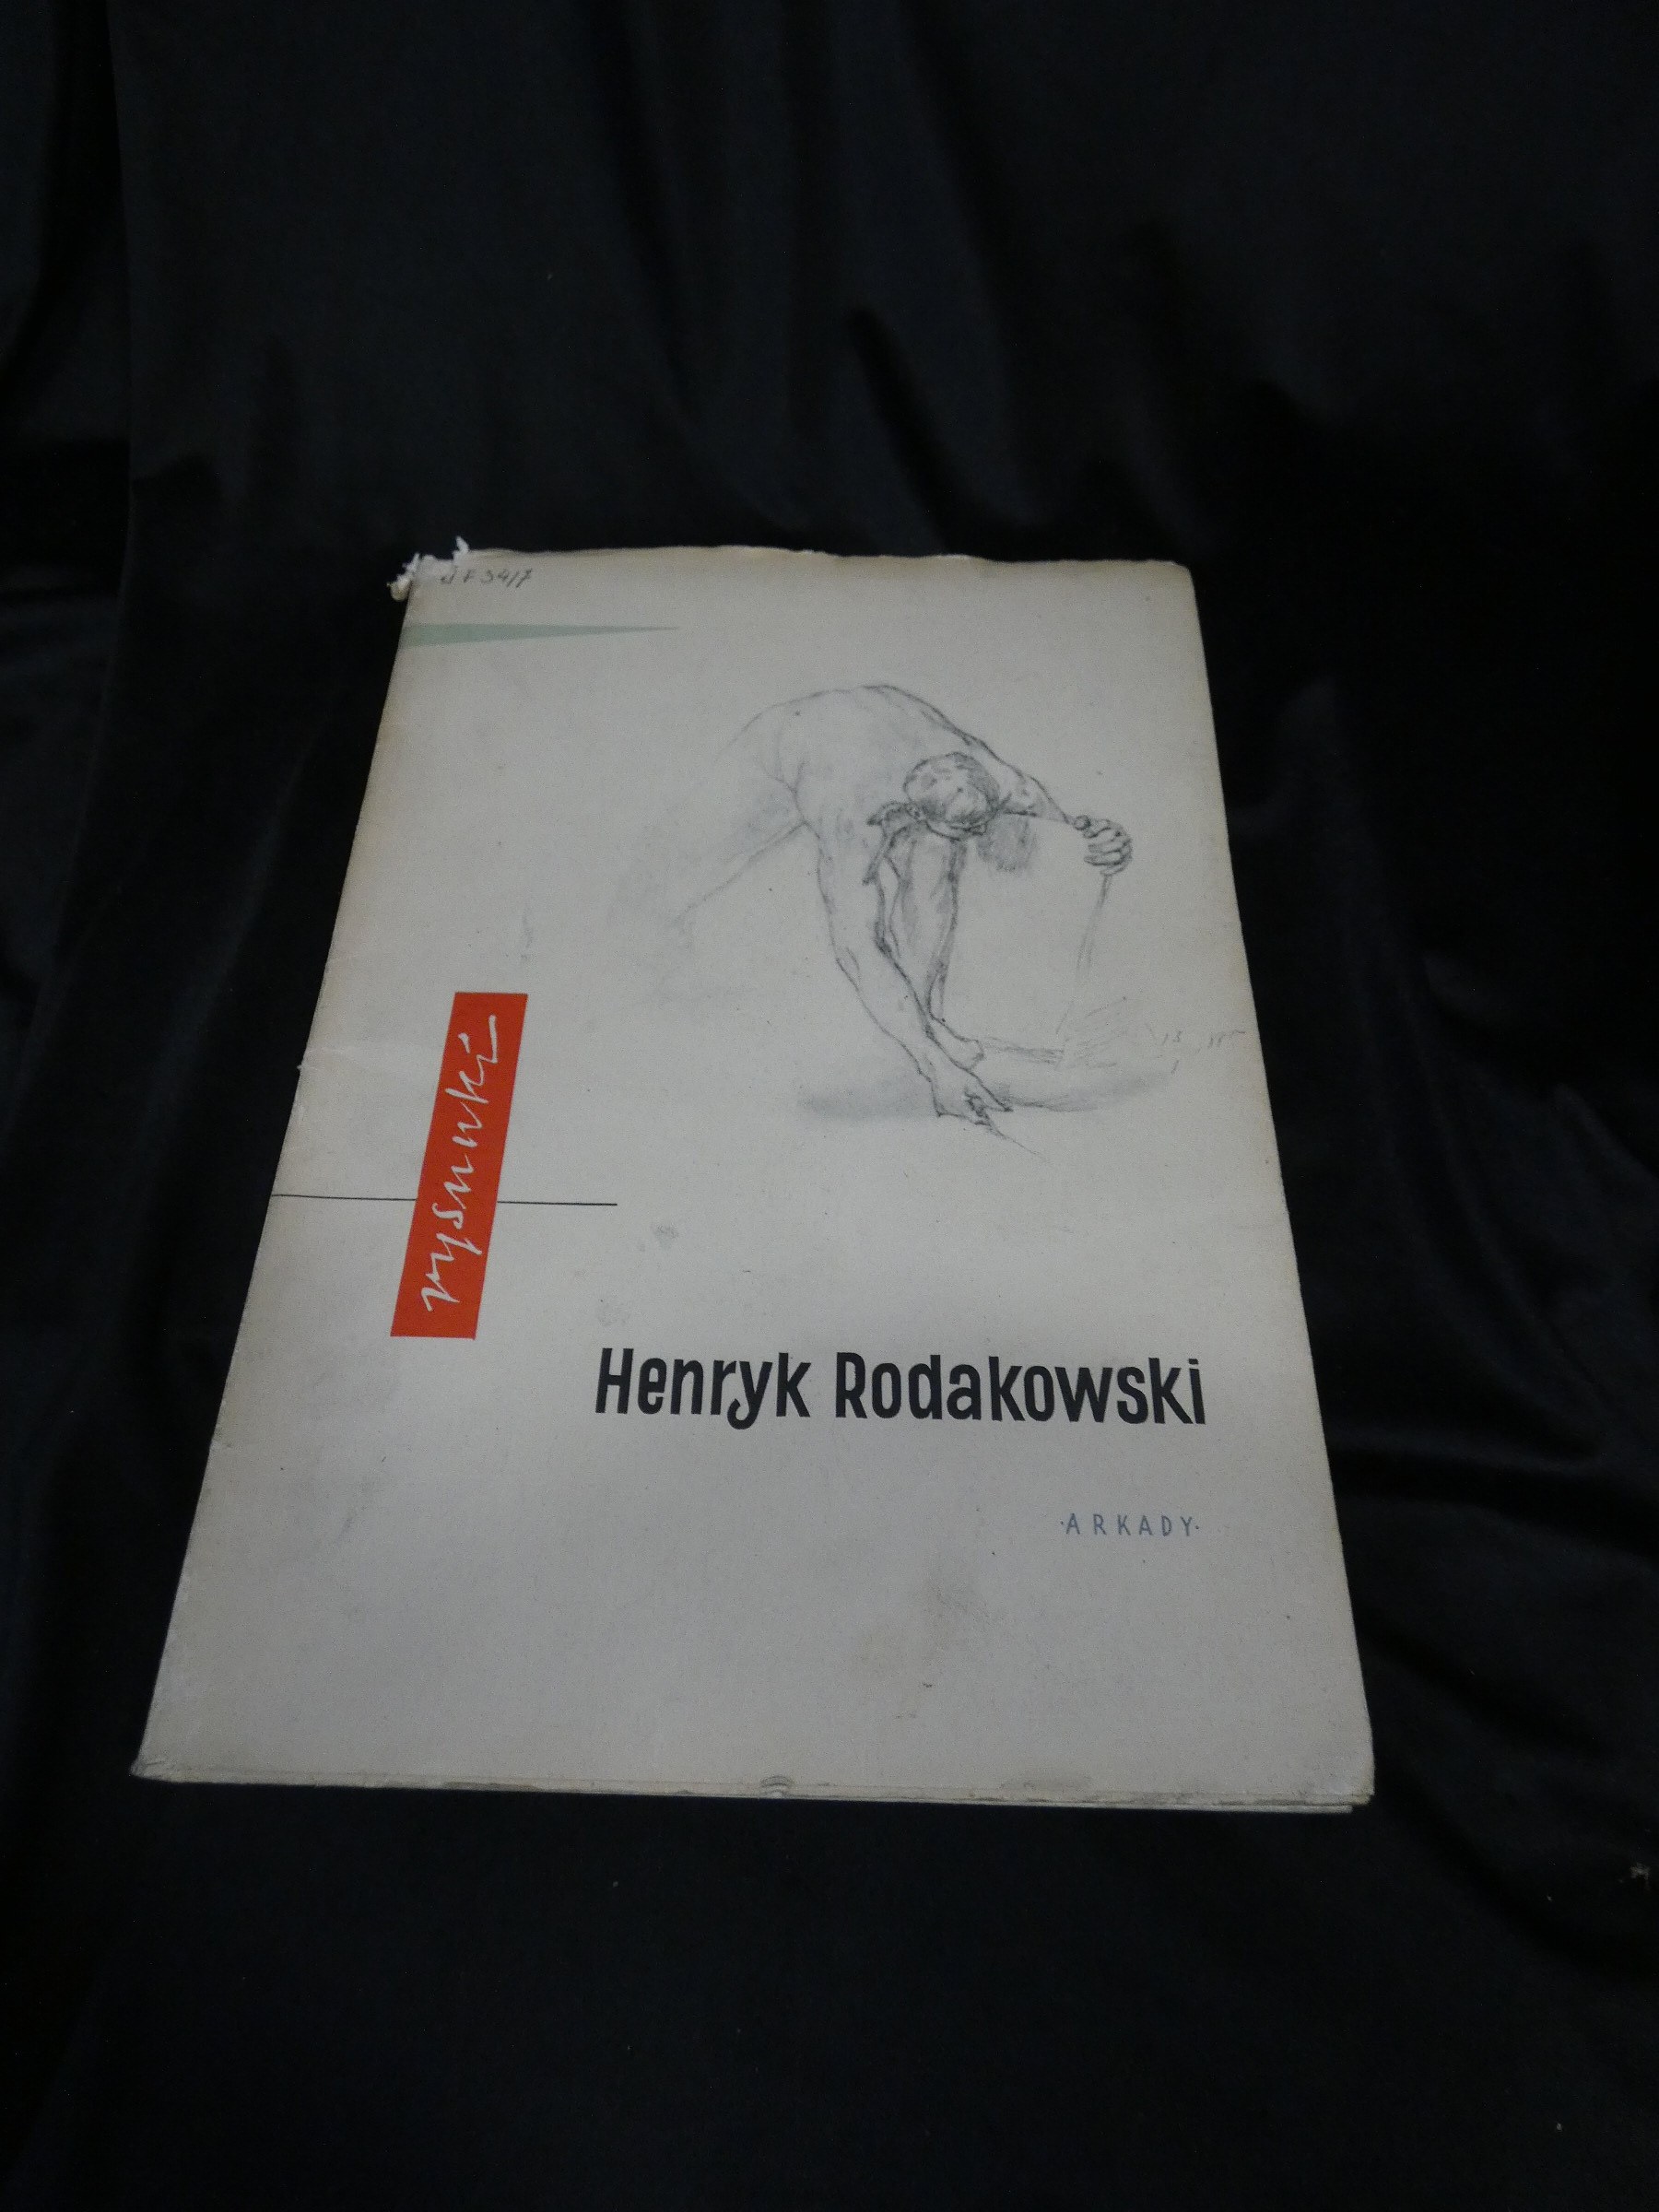 rysunki
Henryk Rodakowski
·ARKADY·